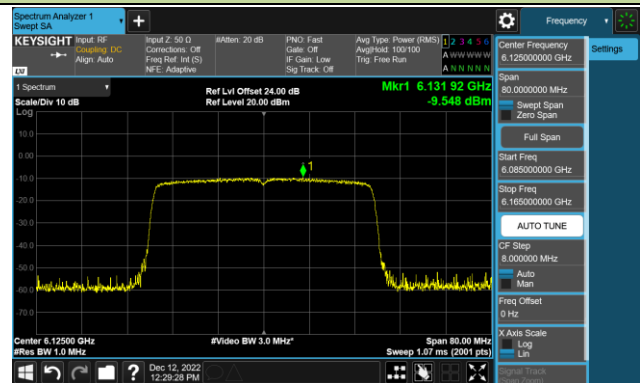 Spectrum Analyzer 1
Swept SA
Frequency
KEYSIGHT
Input: RF
Coupling: DC
Align: Auto
Input Z: 50 Ω
Corrections: Off
Freq Ref: Int (S)
NFE: Adaptive
#Atten: 20 dB
PNO: Fast
Gate: Off
IF Gain: Low
Sig Track: Off
Avg Type: Power (RMS)
Avg|Hold: 100/100
Trig: Free Run
1 2 3 4 5 6
A W W W W W
A N N N N N
LXI
1 Spectrum
Scale/Div 10 dB
Log
Ref Lvl Offset 24.00 dB
Ref Level 20.00 dBm
Mkr1 6.131 92 GHz
-9.548 dBm
10.0
0.00
-10.0
-20.0
-30.0
-40.0
-50.0
-60.0
-70.0
1
Center 6.12500 GHz
#Res BW 1.0 MHz
#Video BW 3.0 MHz*
Span 80.00 MHz
Sweep 1.07 ms (2001 pts)
Dec 12, 2022
12:29:28 PM
Center Frequency
6.125000000 GHz
Settings
Span
80.0000000 MHz
Swept Span
Zero Span
Full Span
Start Freq
6.085000000 GHz
Stop Freq
6.165000000 GHz
AUTO TUNE
CF Step
8.000000 MHz
Auto
Man
Freq Offset
0 Hz
X Axis Scale
Log
Lin
Signal Track
(Span Zoom)